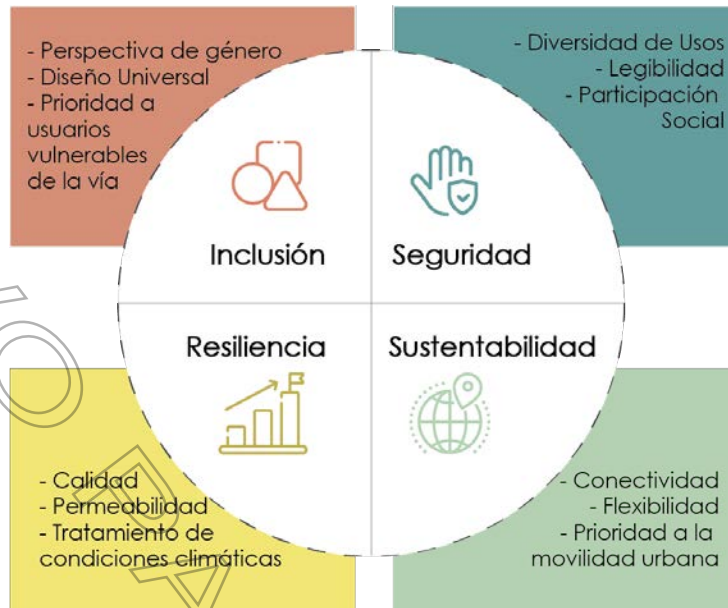 - Perspectiva de género
- Diseño Universal
- Prioridad a
usuarios
vulnerables
de la vía
- Diversidad de Usos
- Legibilidad
- Participación
Social
Inclusión
Seguridad
Resiliencia
Sustentabilidad
- Calidad
- Permeabilidad
- Tratamiento de
condiciones climáticas
- Conectividad
- Flexibilidad
- Prioridad a la
movilidad urbana